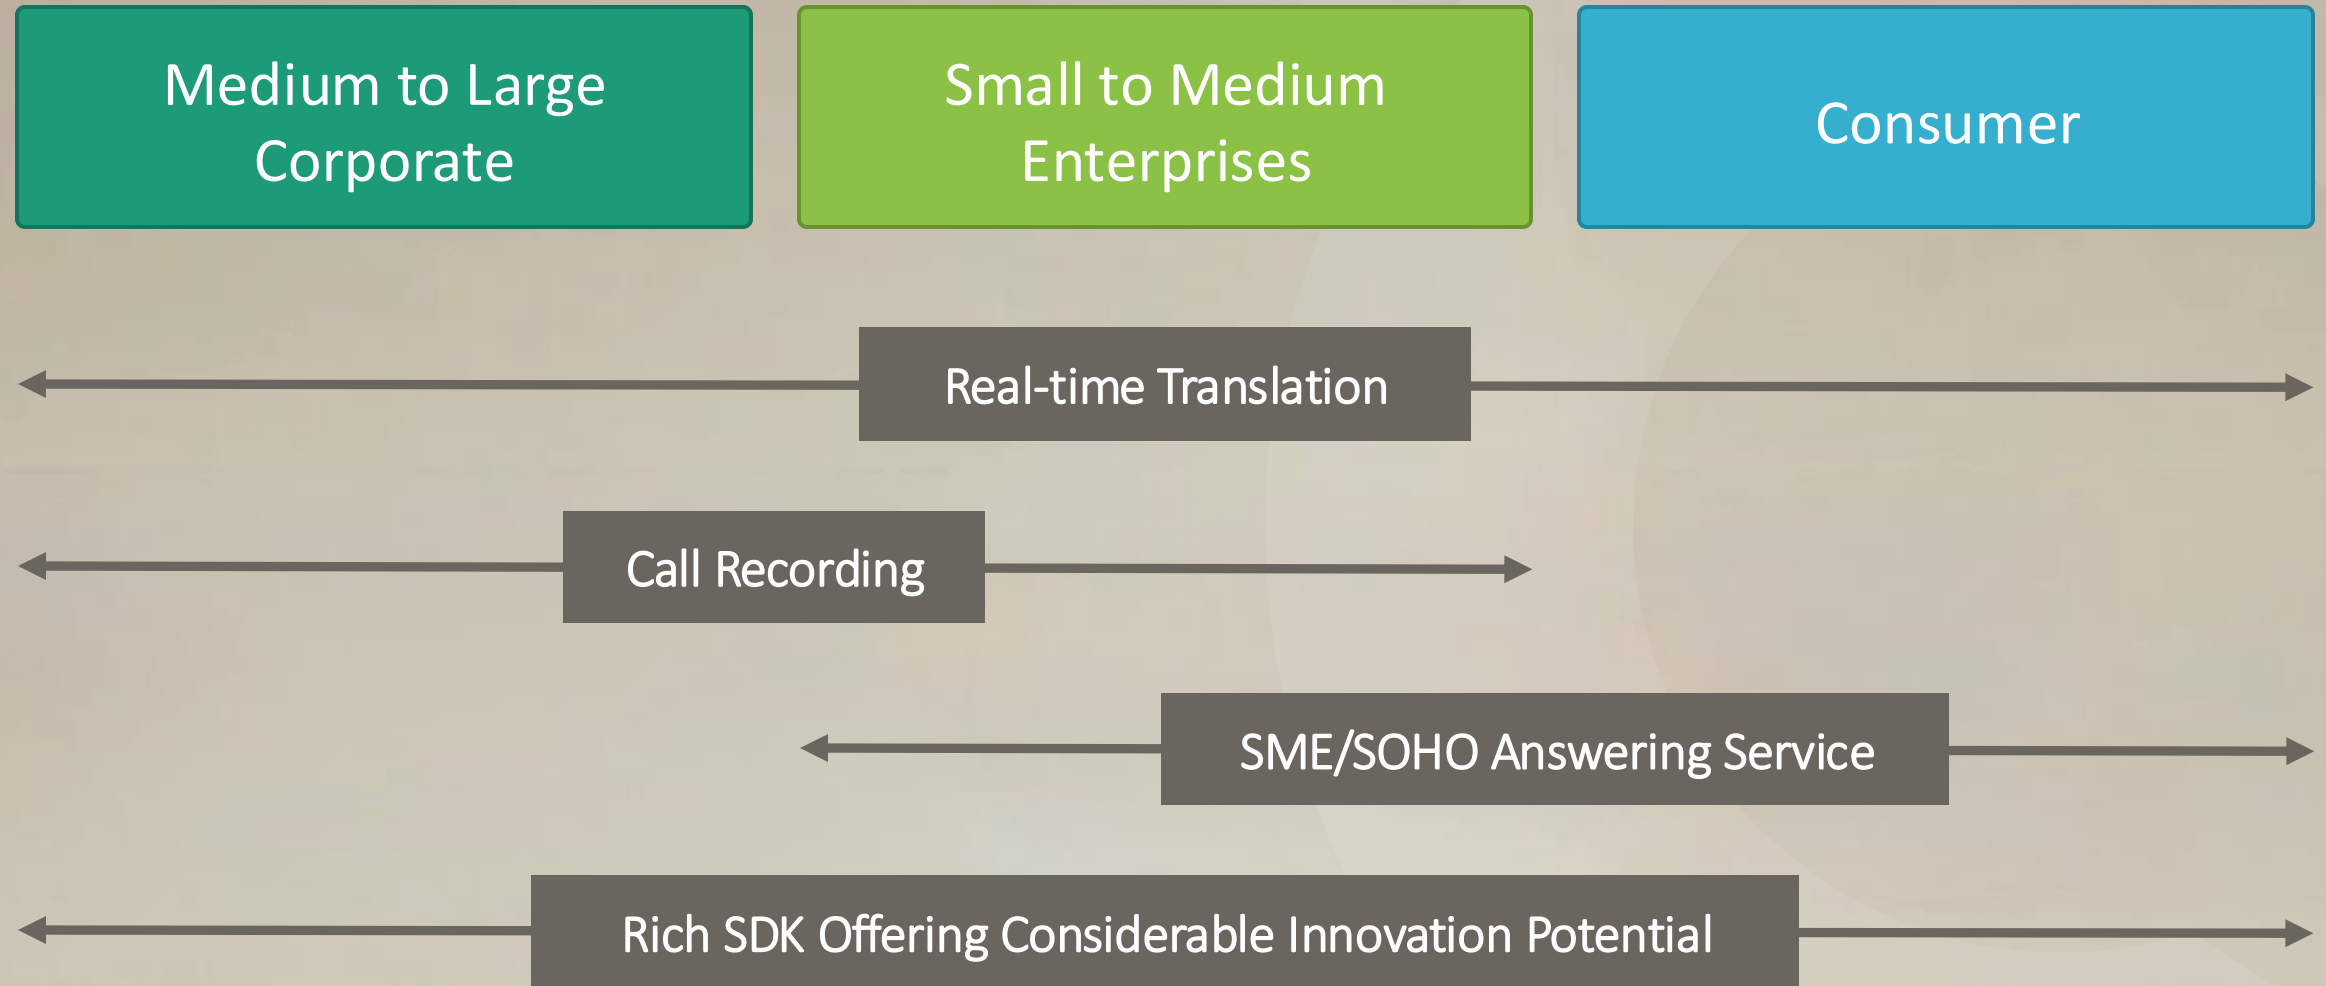 Medium to Large
Corporate
Small to Medium
Enterprises
Consumer
Real-time Translation
Call Recording
SME/SOHO Answering Service
Rich SDK Offering Considerable Innovation Potential